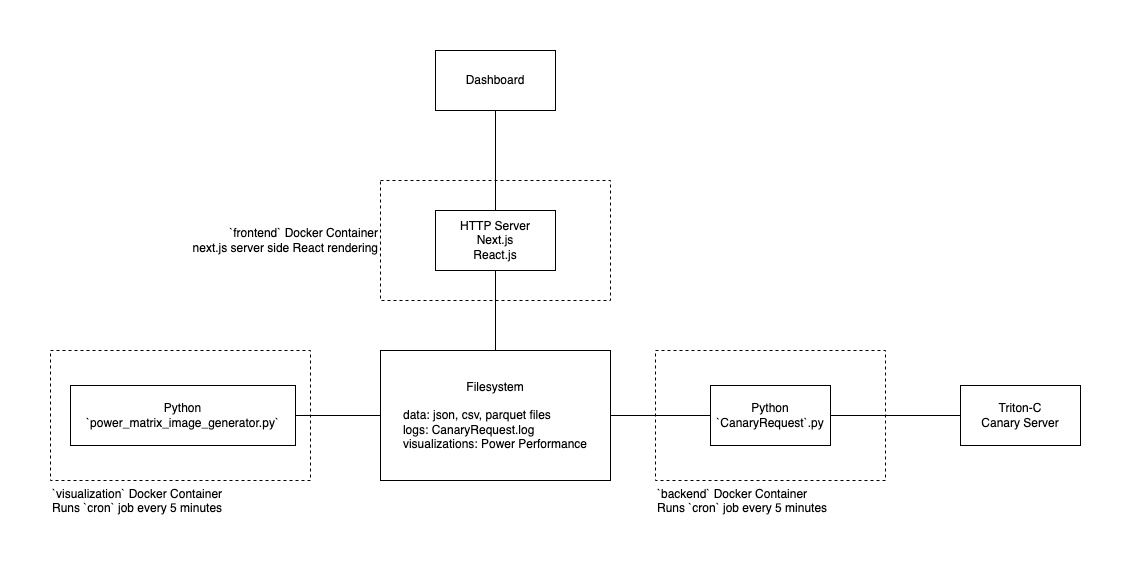 Dashboard
`frontend` Docker Container
next.js server side React rendering
HTTP Server
Next.js
React.js
Python
`power_matrix_image_generator.py`
`visualization` Docker Container
Runs `cron` job every 5 minutes
Filesystem
data: json, csv, parquet files
logs: CanaryRequest.log
visualizations: Power Performance
Python
`CanaryRequest`.py
`backend` Docker Container
Runs `cron` job every 5 minutes
Triton-C
Canary Server